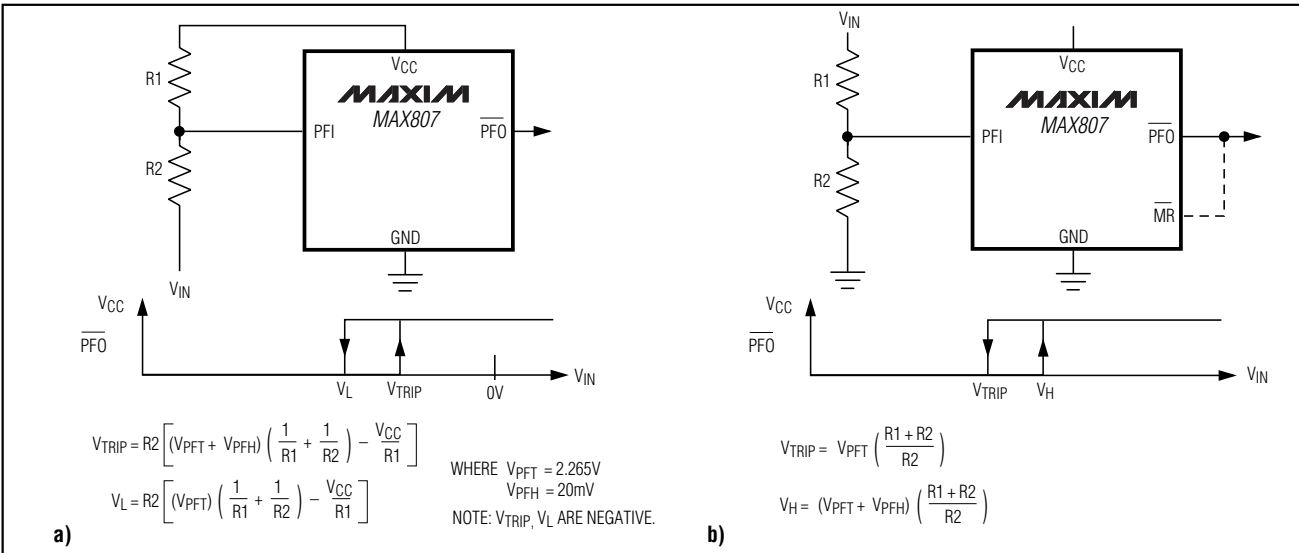 VCC
R1
MAXIM
MAX807
PFI
PFO
R2
GND
VIN
VCC
PFO
VL
VTRIP
0V
VIN
VTRIP = R2 [(VPFT + VPFH) (1/R1 + 1/R2) – VCC/R1]
VL = R2 [(VPFT) (1/R1 + 1/R2) – VCC/R1]
WHERE VPFT = 2.265V
VPFH = 20mV
NOTE: VTRIP, VL ARE NEGATIVE.
a)
VIN
R1
VCC
MAXIM
MAX807
PFI
PFO
R2
MR
GND
VCC
PFO
VTRIP
VH
VIN
VTRIP = VPFT (R1 + R2/R2)
VH = (VPFT + VPFH) (R1 + R2/R2)
b)